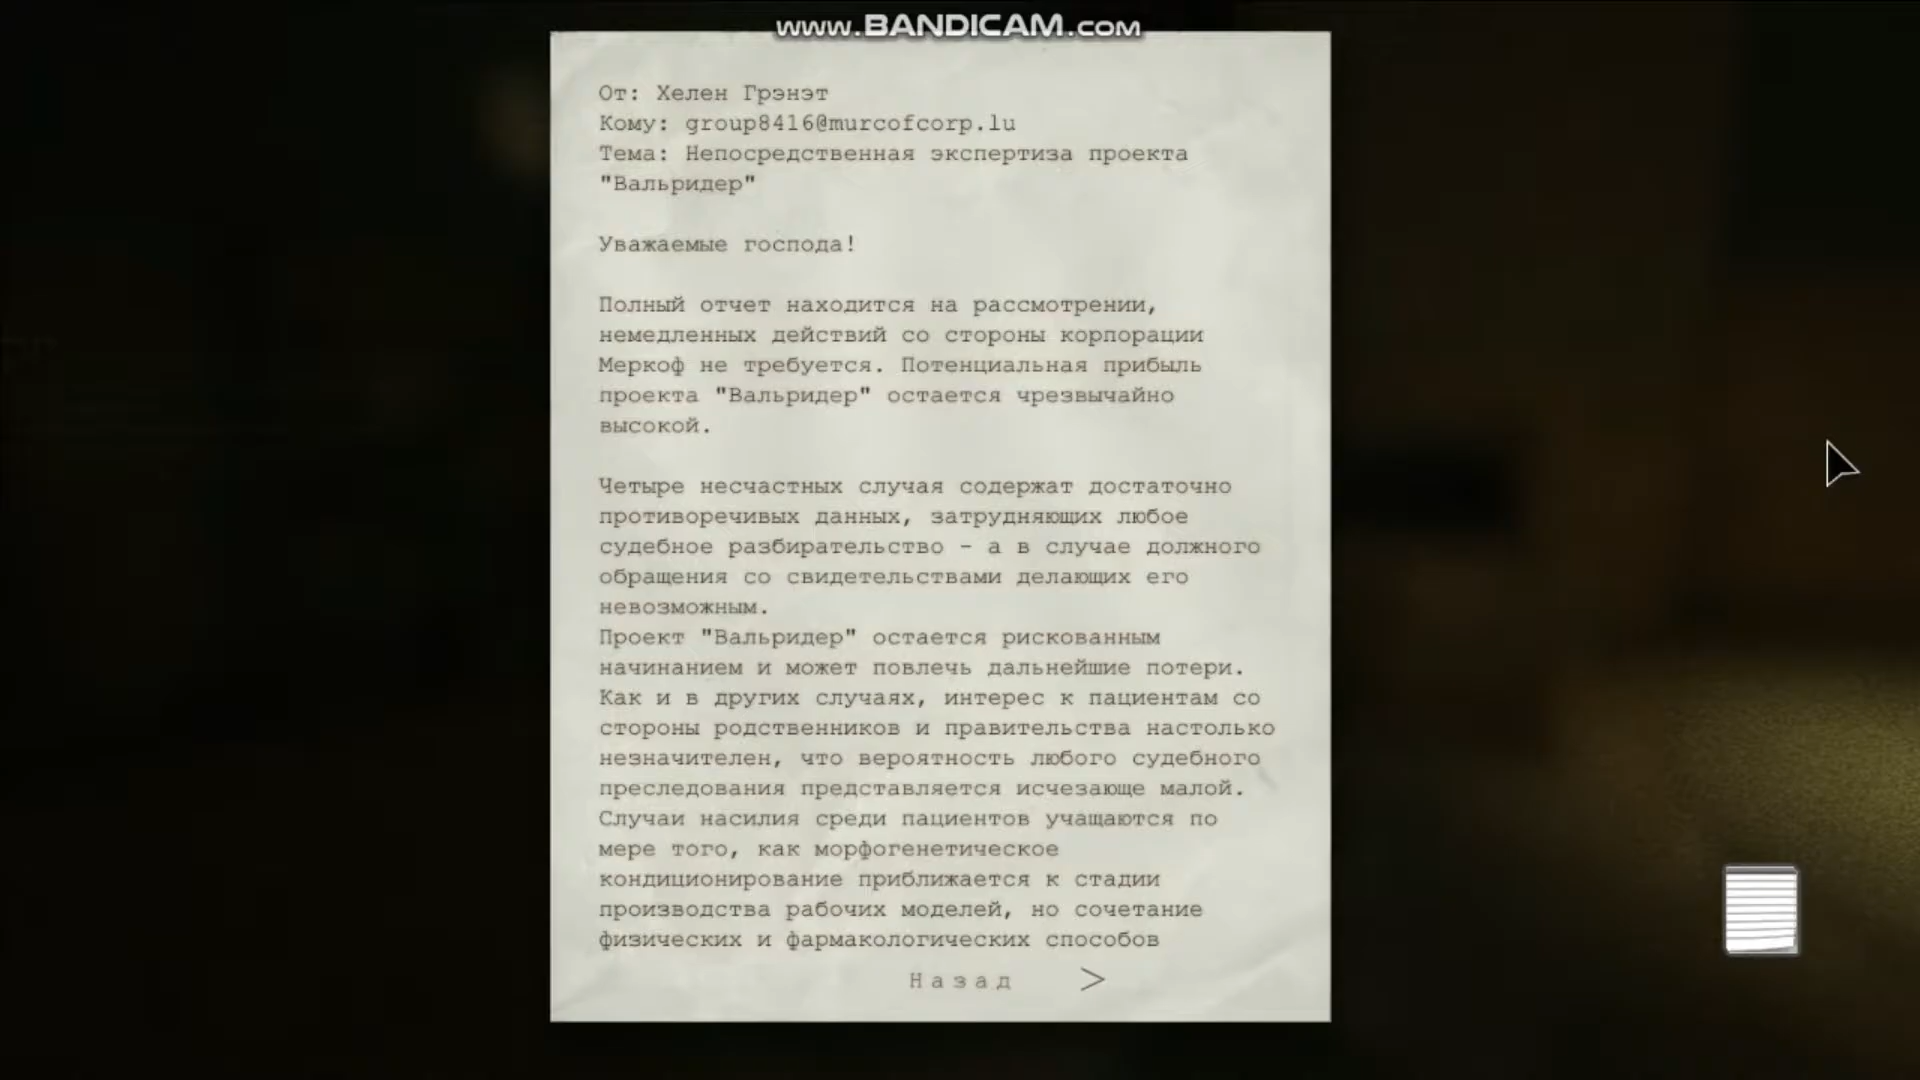 www.BANDICAM.com
От: Хелен Грэнэт
Кому: group8416@murcofcorp.lu
Тема: Непосредственная экспертиза проекта
"Вальридер"
Уважаемые господа!
Полный отчет находится на рассмотрении,
немедленных действий со стороны корпорации
Меркоф не требуется. Потенциальная прибыль
проекта "Вальридер" остается чрезвычайно
высокой.
Четыре несчастных случая содержат достаточно
противоречивых данных, затрудняющих любое
судебное разбирательство - а в случае должного
обращения со свидетельствами делающих его
невозможным.
Проект "Вальридер" остается рискованным
начинанием и может повлечь дальнейшие потери.
Как и в других случаях, интерес к пациентам со
стороны родственников и правительства настолько
незначителен, что вероятность любого судебного
преследования представляется исчезающе малой.
Случаи насилия среди пациентов учащаются по
мере того, как морфогенетическое
кондиционирование приближается к стадии
производства рабочих моделей, но сочетание
физических и фармакологических способов
Назад >